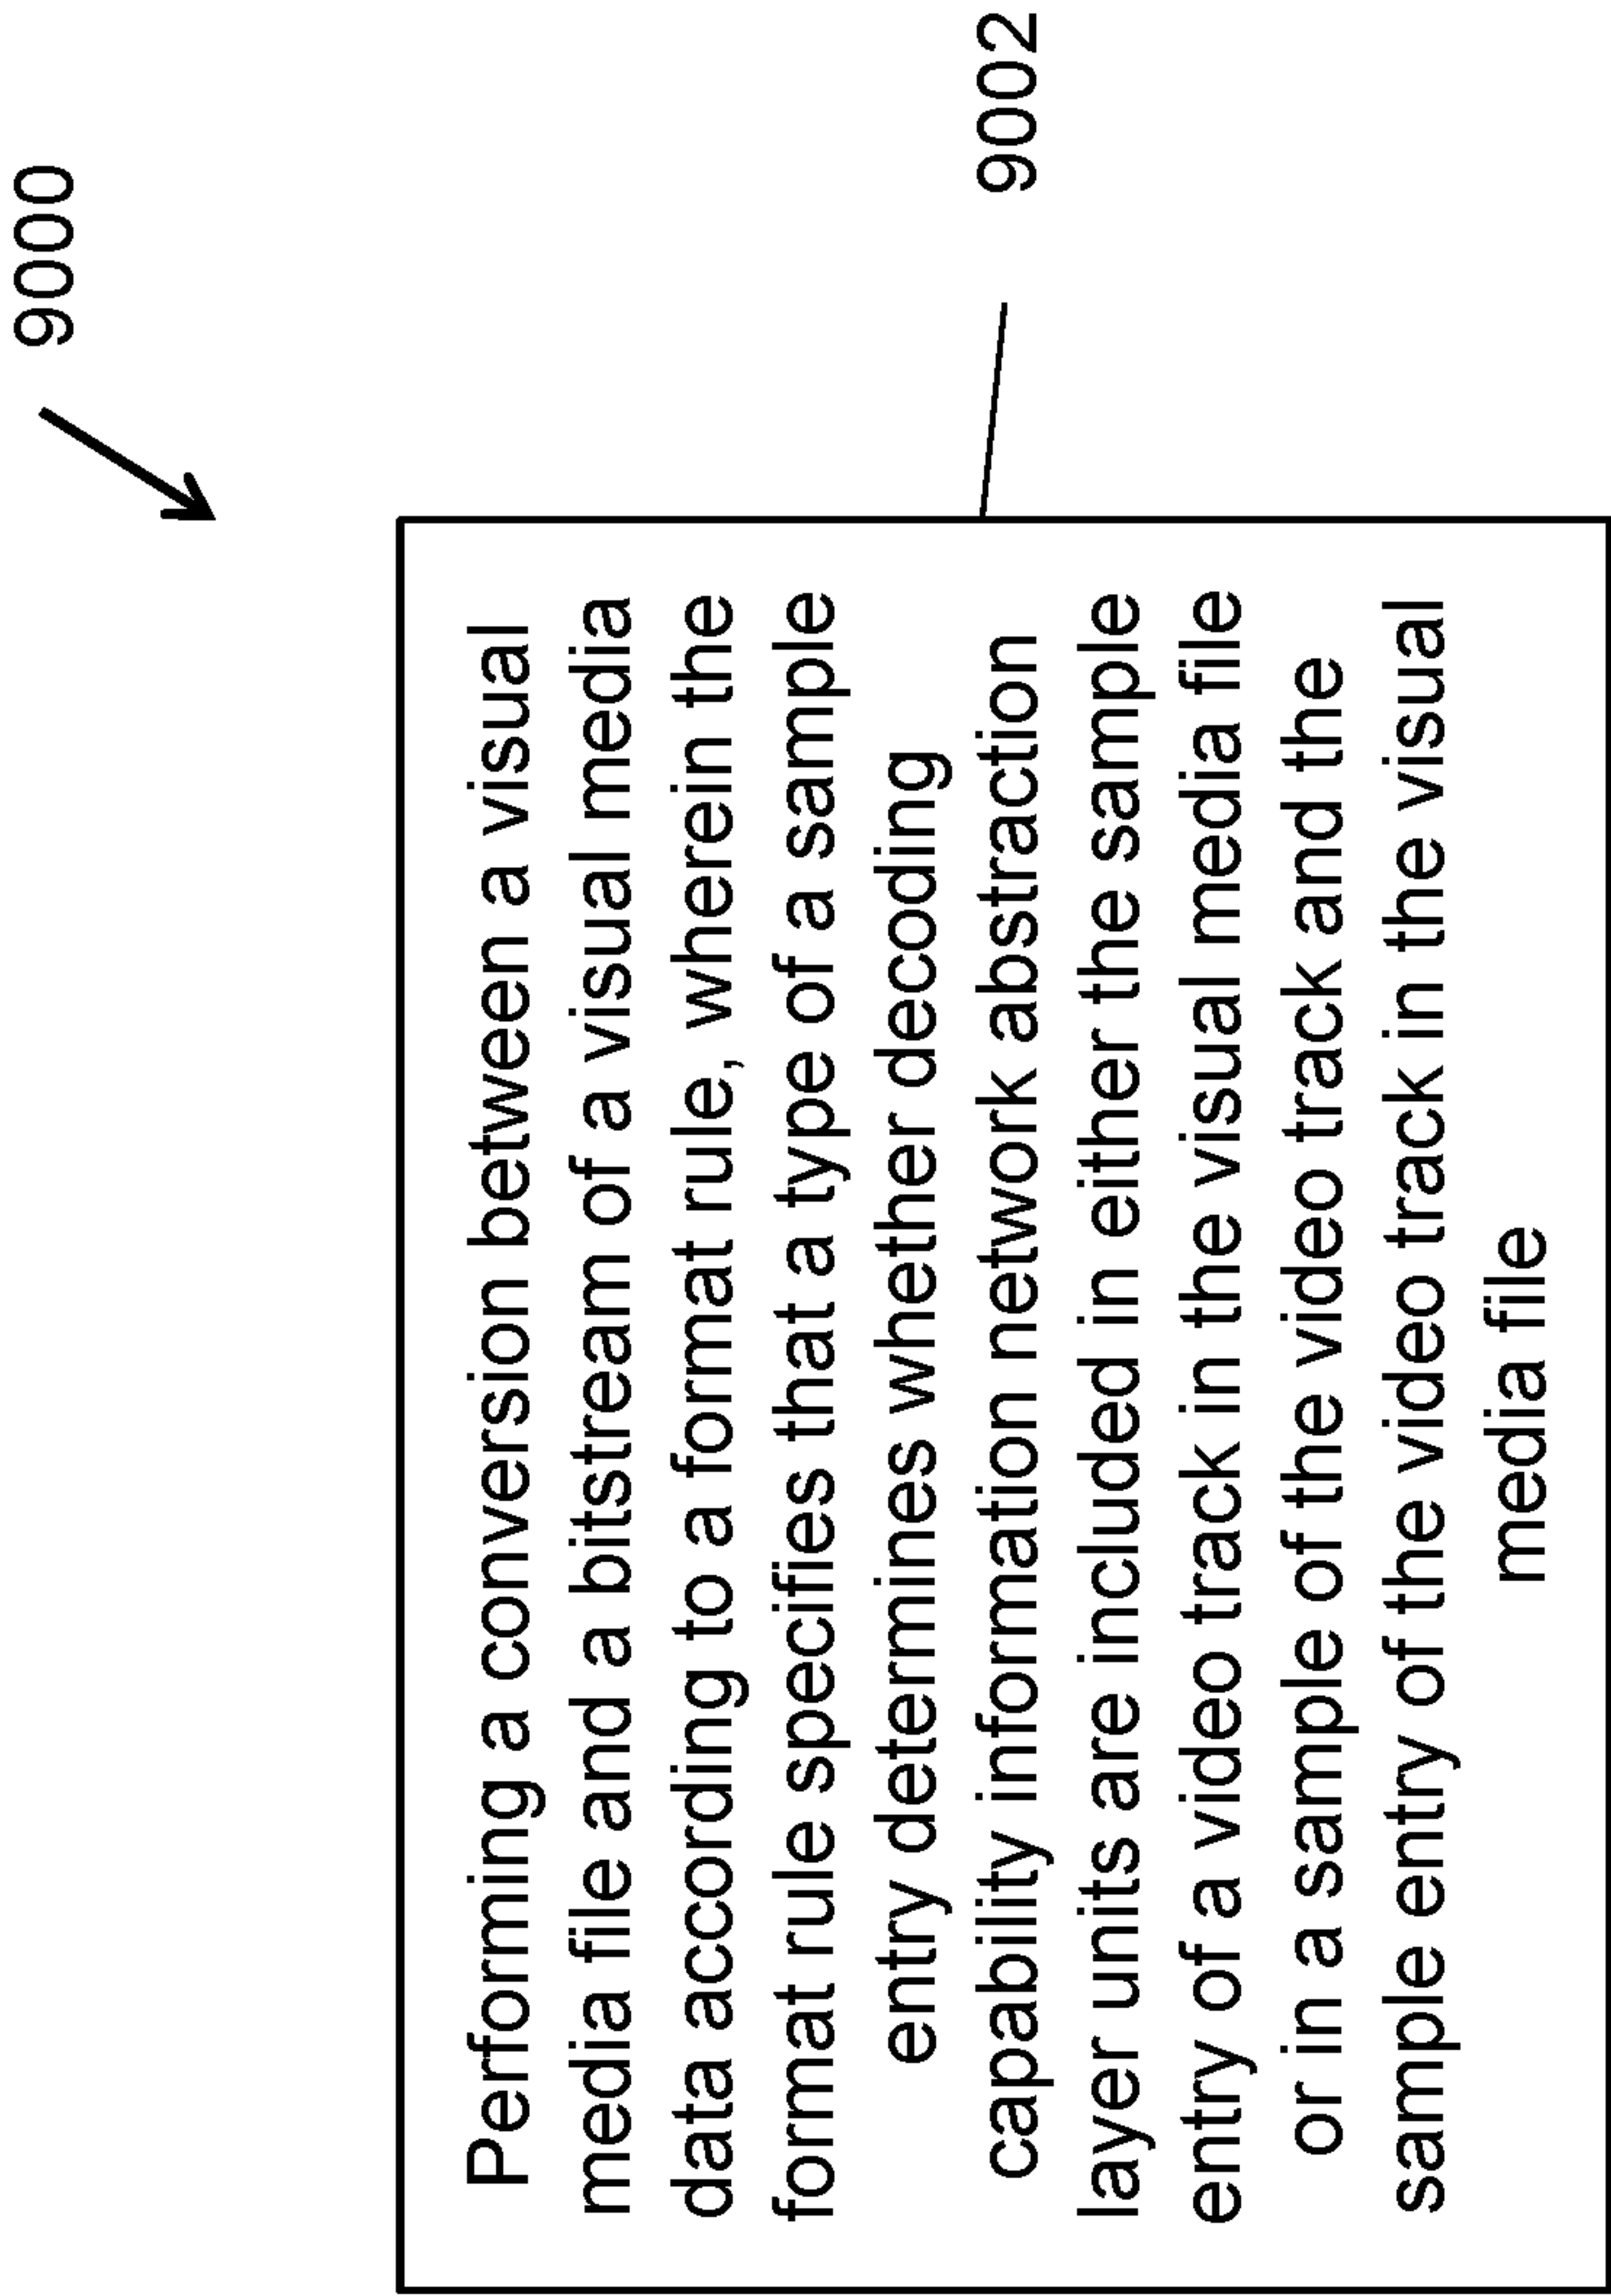 9000
Performing a conversion between a visual
media file and a bitstream of a visual media
data according to a format rule, wherein the
format rule specifies that a type of a sample
entry determines whether decoding
capability information network abstraction
layer units are included in either the sample
entry of a video track in the visual media file
or in a sample of the video track and the
sample entry of the video track in the visual
media file
9002